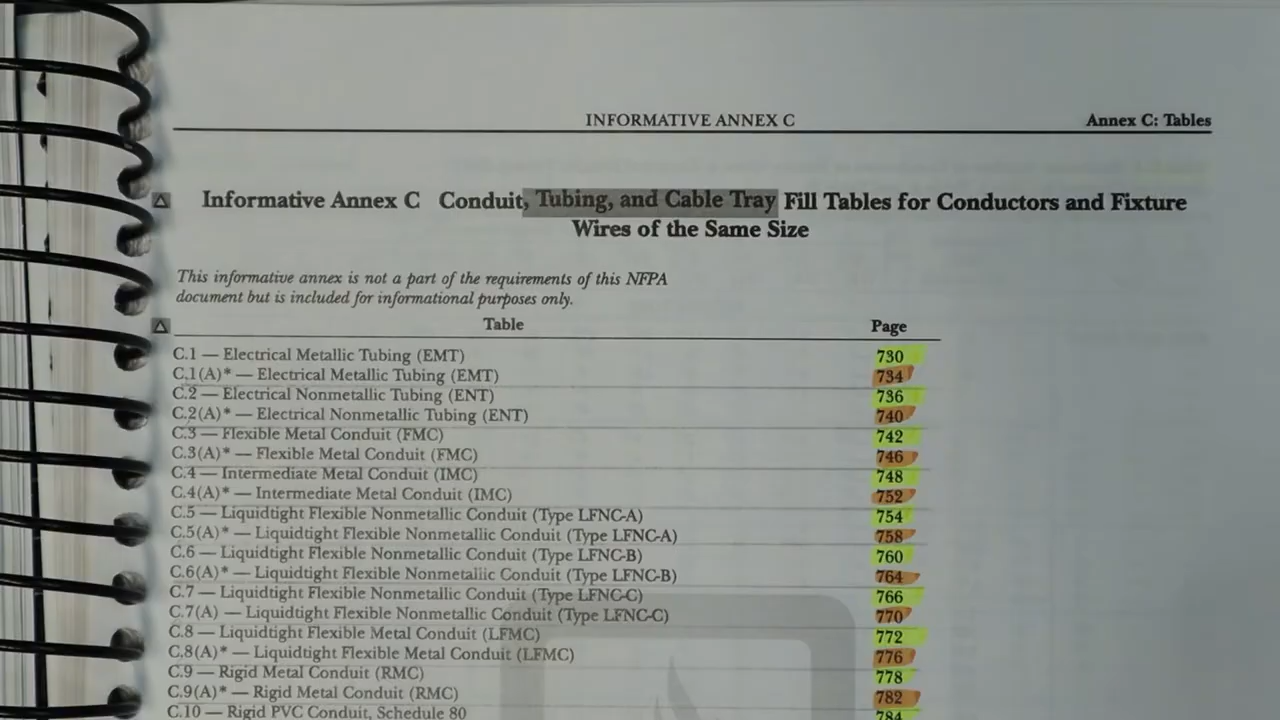 INFORMATIVE ANNEX C
Annex C: Tables
Δ Informative Annex C Conduit, Tubing, and Cable Tray Fill Tables for Conductors and Fixture
Wires of the Same Size
This informative annex is not a part of the requirements of this NFPA
document but is included for informational purposes only.
Δ Table Page
C.1 — Electrical Metallic Tubing (EMT) 730
C.1(A)* — Electrical Metallic Tubing (EMT) 734
C.2 — Electrical Nonmetallic Tubing (ENT) 736
C.2(A)* — Electrical Nonmetallic Tubing (ENT) 740
C.3 — Flexible Metal Conduit (FMC) 742
C.3(A)* — Flexible Metal Conduit (FMC) 746
C.4 — Intermediate Metal Conduit (IMC) 748
C.4(A)* — Intermediate Metal Conduit (IMC) 752
C.5 — Liquidtight Flexible Nonmetallic Conduit (Type LFNC-A) 754
C.5(A)* — Liquidtight Flexible Nonmetallic Conduit (Type LFNC-A) 758
C.6 — Liquidtight Flexible Nonmetallic Conduit (Type LFNC-B) 760
C.6(A)* — Liquidtight Flexible Nonmetallic Conduit (Type LFNC-B) 764
C.7 — Liquidtight Flexible Nonmetallic Conduit (Type LFNC-C) 766
C.7(A) — Liquidtight Flexible Nonmetallic Conduit (Type LFNC-C) 770
C.8 — Liquidtight Flexible Metal Conduit (LFMC) 772
C.8(A)* — Liquidtight Flexible Metal Conduit (LFMC) 776
C.9 — Rigid Metal Conduit (RMC) 778
C.9(A)* — Rigid Metal Conduit (RMC) 782
C.10 — Rigid PVC Conduit, Schedule 80 784